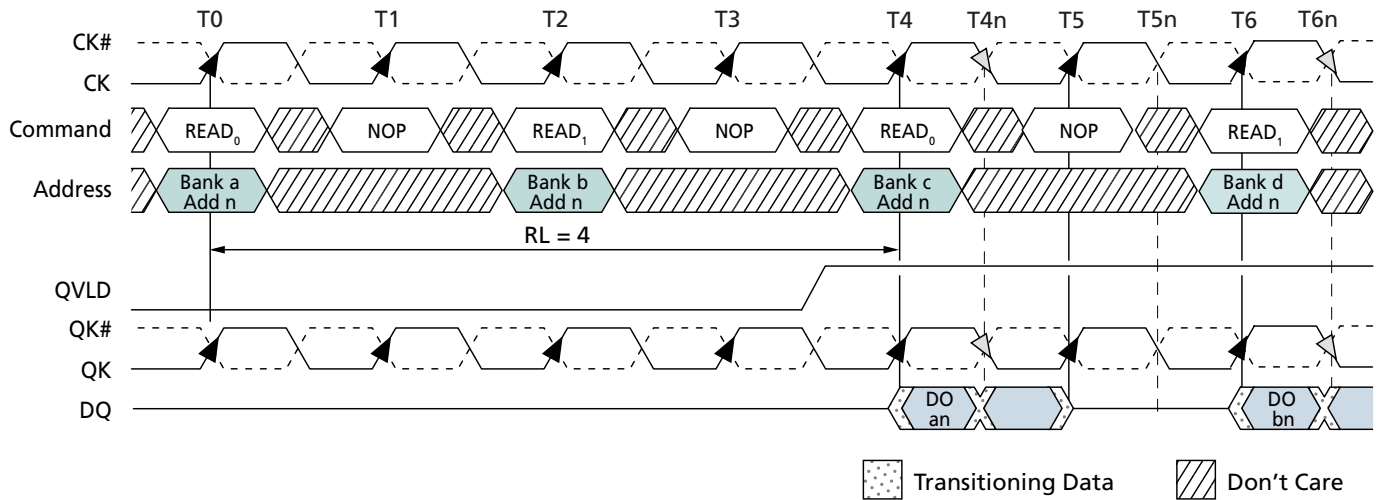 T0 T1 T2 T3 T4 T4n T5 T5n T6 T6n
CK#
CK
Command READ0 NOP READ1 NOP READ0 NOP READ1
Address Bank a Add n Bank b Add n Bank c Add n Bank d Add n
RL = 4
QVLD
QK#
QK
DQ DO an DO bn
Transitioning Data Don't Care